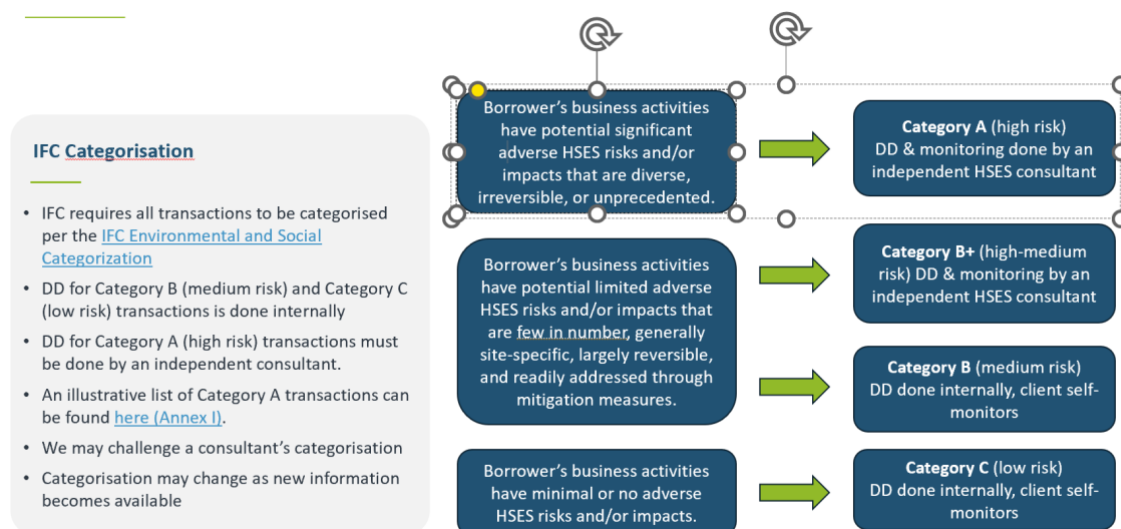 IFC Categorisation
• IFC requires all transactions to be categorised
per the IFC Environmental and Social
Categorization
• DD for Category B (medium risk) and Category C
(low risk) transactions is done internally
• DD for Category A (high risk) transactions must
be done by an independent consultant.
• An illustrative list of Category A transactions can
be found here (Annex I).
• We may challenge a consultant’s categorisation
• Categorisation may change as new information
becomes available
Borrower’s business activities
have potential significant
adverse HSES risks and/or
impacts that are diverse,
irreversible, or unprecedented.
Category A (high risk)
DD & monitoring done by an
independent HSES consultant
Borrower’s business activities
have potential limited adverse
HSES risks and/or impacts that
are few in number, generally
site-specific, largely reversible,
and readily addressed through
mitigation measures.
Category B+ (high-medium
risk) DD & monitoring by an
independent HSES consultant
Category B (medium risk)
DD done internally, client self-
monitors
Borrower’s business activities
have minimal or no adverse
HSES risks and/or impacts.
Category C (low risk)
DD done internally, client self-
monitors